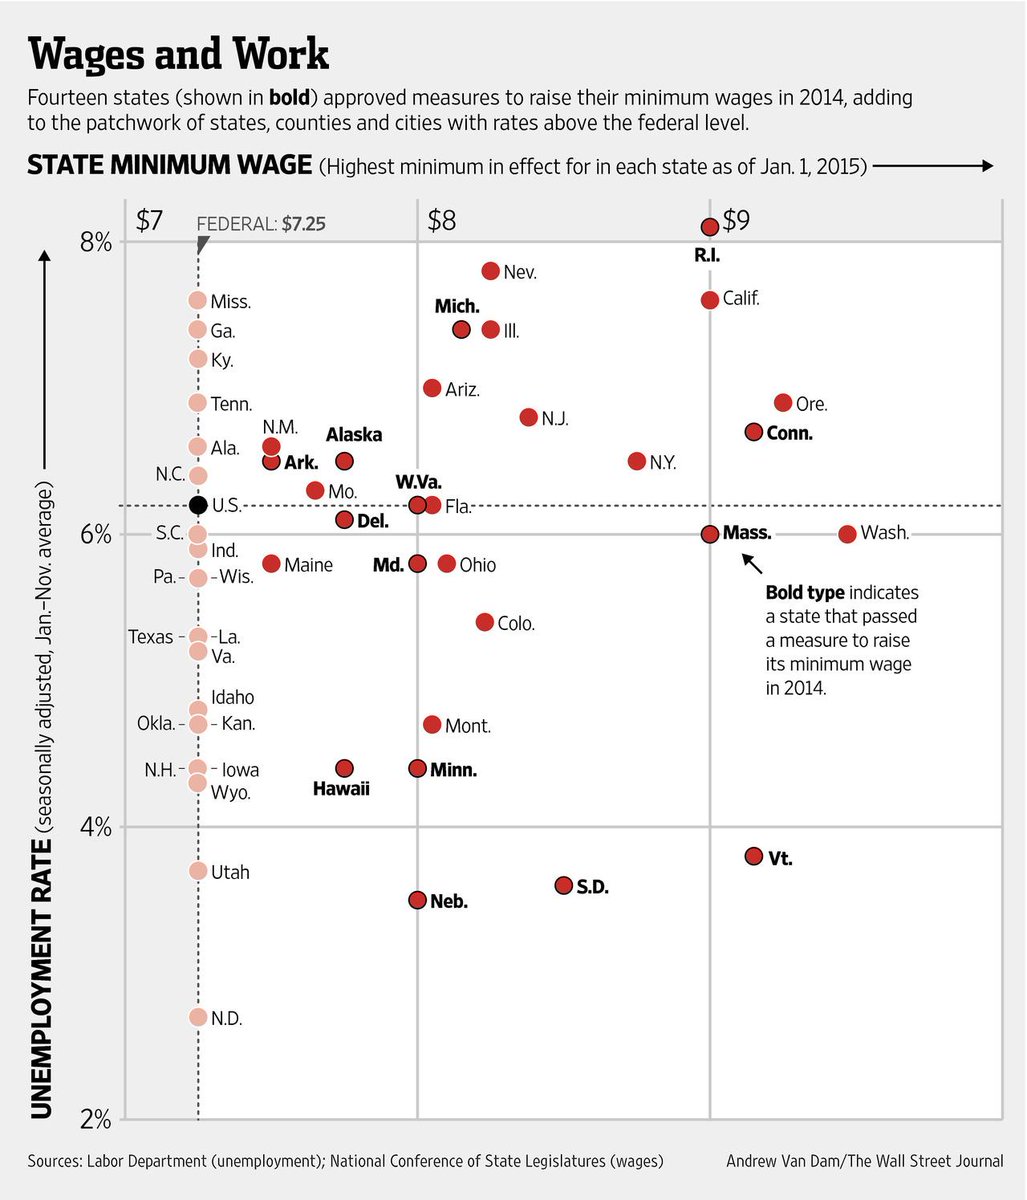 Wages and Work
Fourteen states (shown in bold) approved measures to raise their minimum wages in 2014, adding
to the patchwork of states, counties and cities with rates above the federal level.
STATE MINIMUM WAGE (Highest minimum in effect for in each state as of Jan. 1, 2015)
$7
FEDERAL: $7.25
$8
$9
8%
R.I.
Nev.
Miss.
Mich.
Calif.
Ga.
Ill.
Ky.
Ariz.
Tenn.
Ore.
N.J.
N.M.
Alaska
Conn.
Ala.
Ark.
N.Y.
N.C.
W.Va.
Mo.
U.S.
Fla.
Del.
S.C.
6%
Mass.
Wash.
Ind.
Maine
Md.
Ohio
Pa.
Wis.
Bold type indicates
a state that passed
a measure to raise
its minimum wage
in 2014.
Colo.
Texas
La.
Va.
Idaho
Okla.
Kan.
Mont.
N.H.
Iowa
Minn.
Hawaii
Wyo.
4%
Vt.
Utah
S.D.
Neb.
N.D.
2%
UNEMPLOYMENT RATE (seasonally adjusted, Jan.–Nov. average)
Sources: Labor Department (unemployment); National Conference of State Legislatures (wages)
Andrew Van Dam/The Wall Street Journal